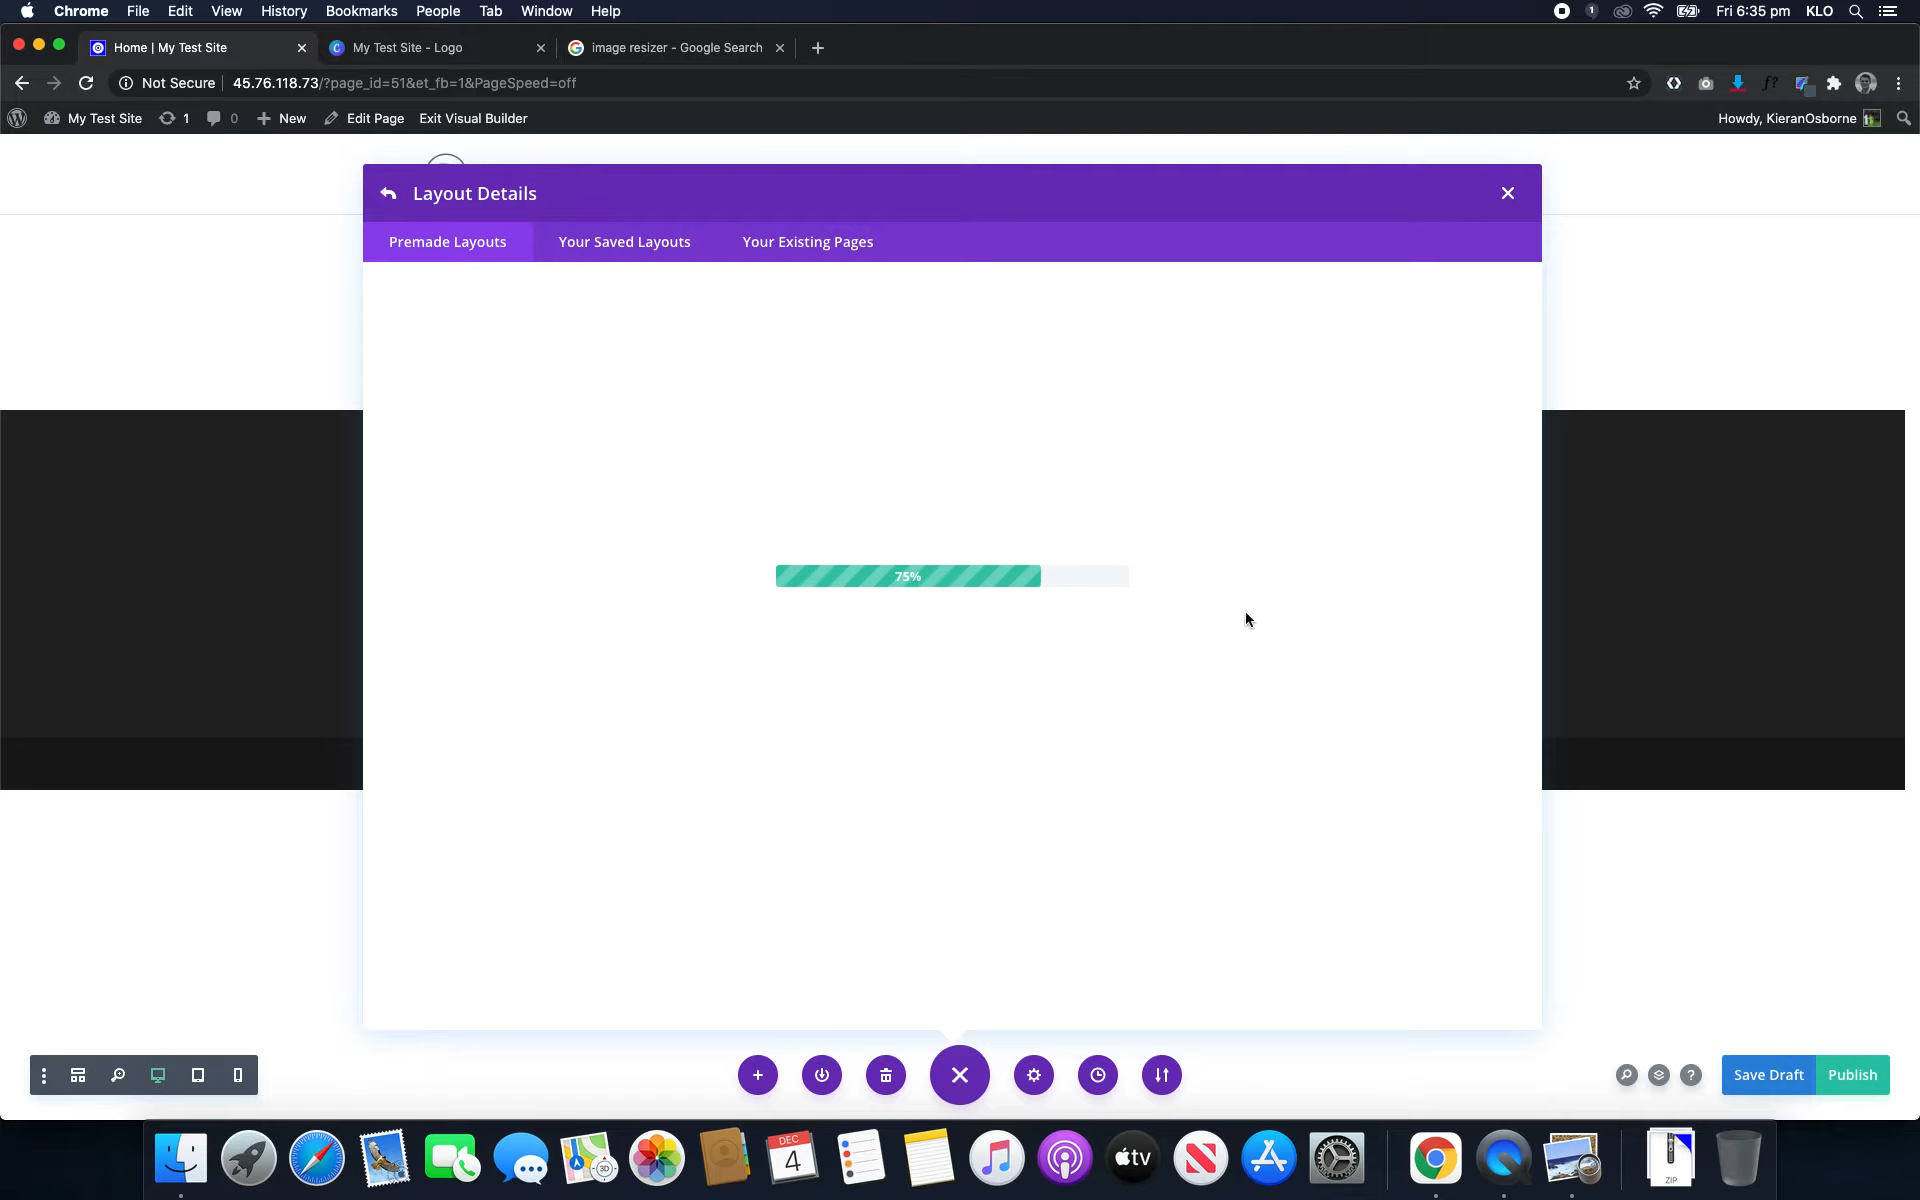 Chrome File Edit View History Bookmarks People Tab Window Help
1 Fri 6:35 pm KLO
Home | My Test Site
My Test Site - Logo
image resizer - Google Search
Not Secure 45.76.118.73/?page_id=51&et_fb=1&PageSpeed=off
f?
My Test Site 1 0 New Edit Page Exit Visual Builder
Howdy, KieranOsborne
Layout Details
Premade Layouts Your Saved Layouts Your Existing Pages
75%
? Save Draft Publish
DEC
4
3D
tv
ZIP